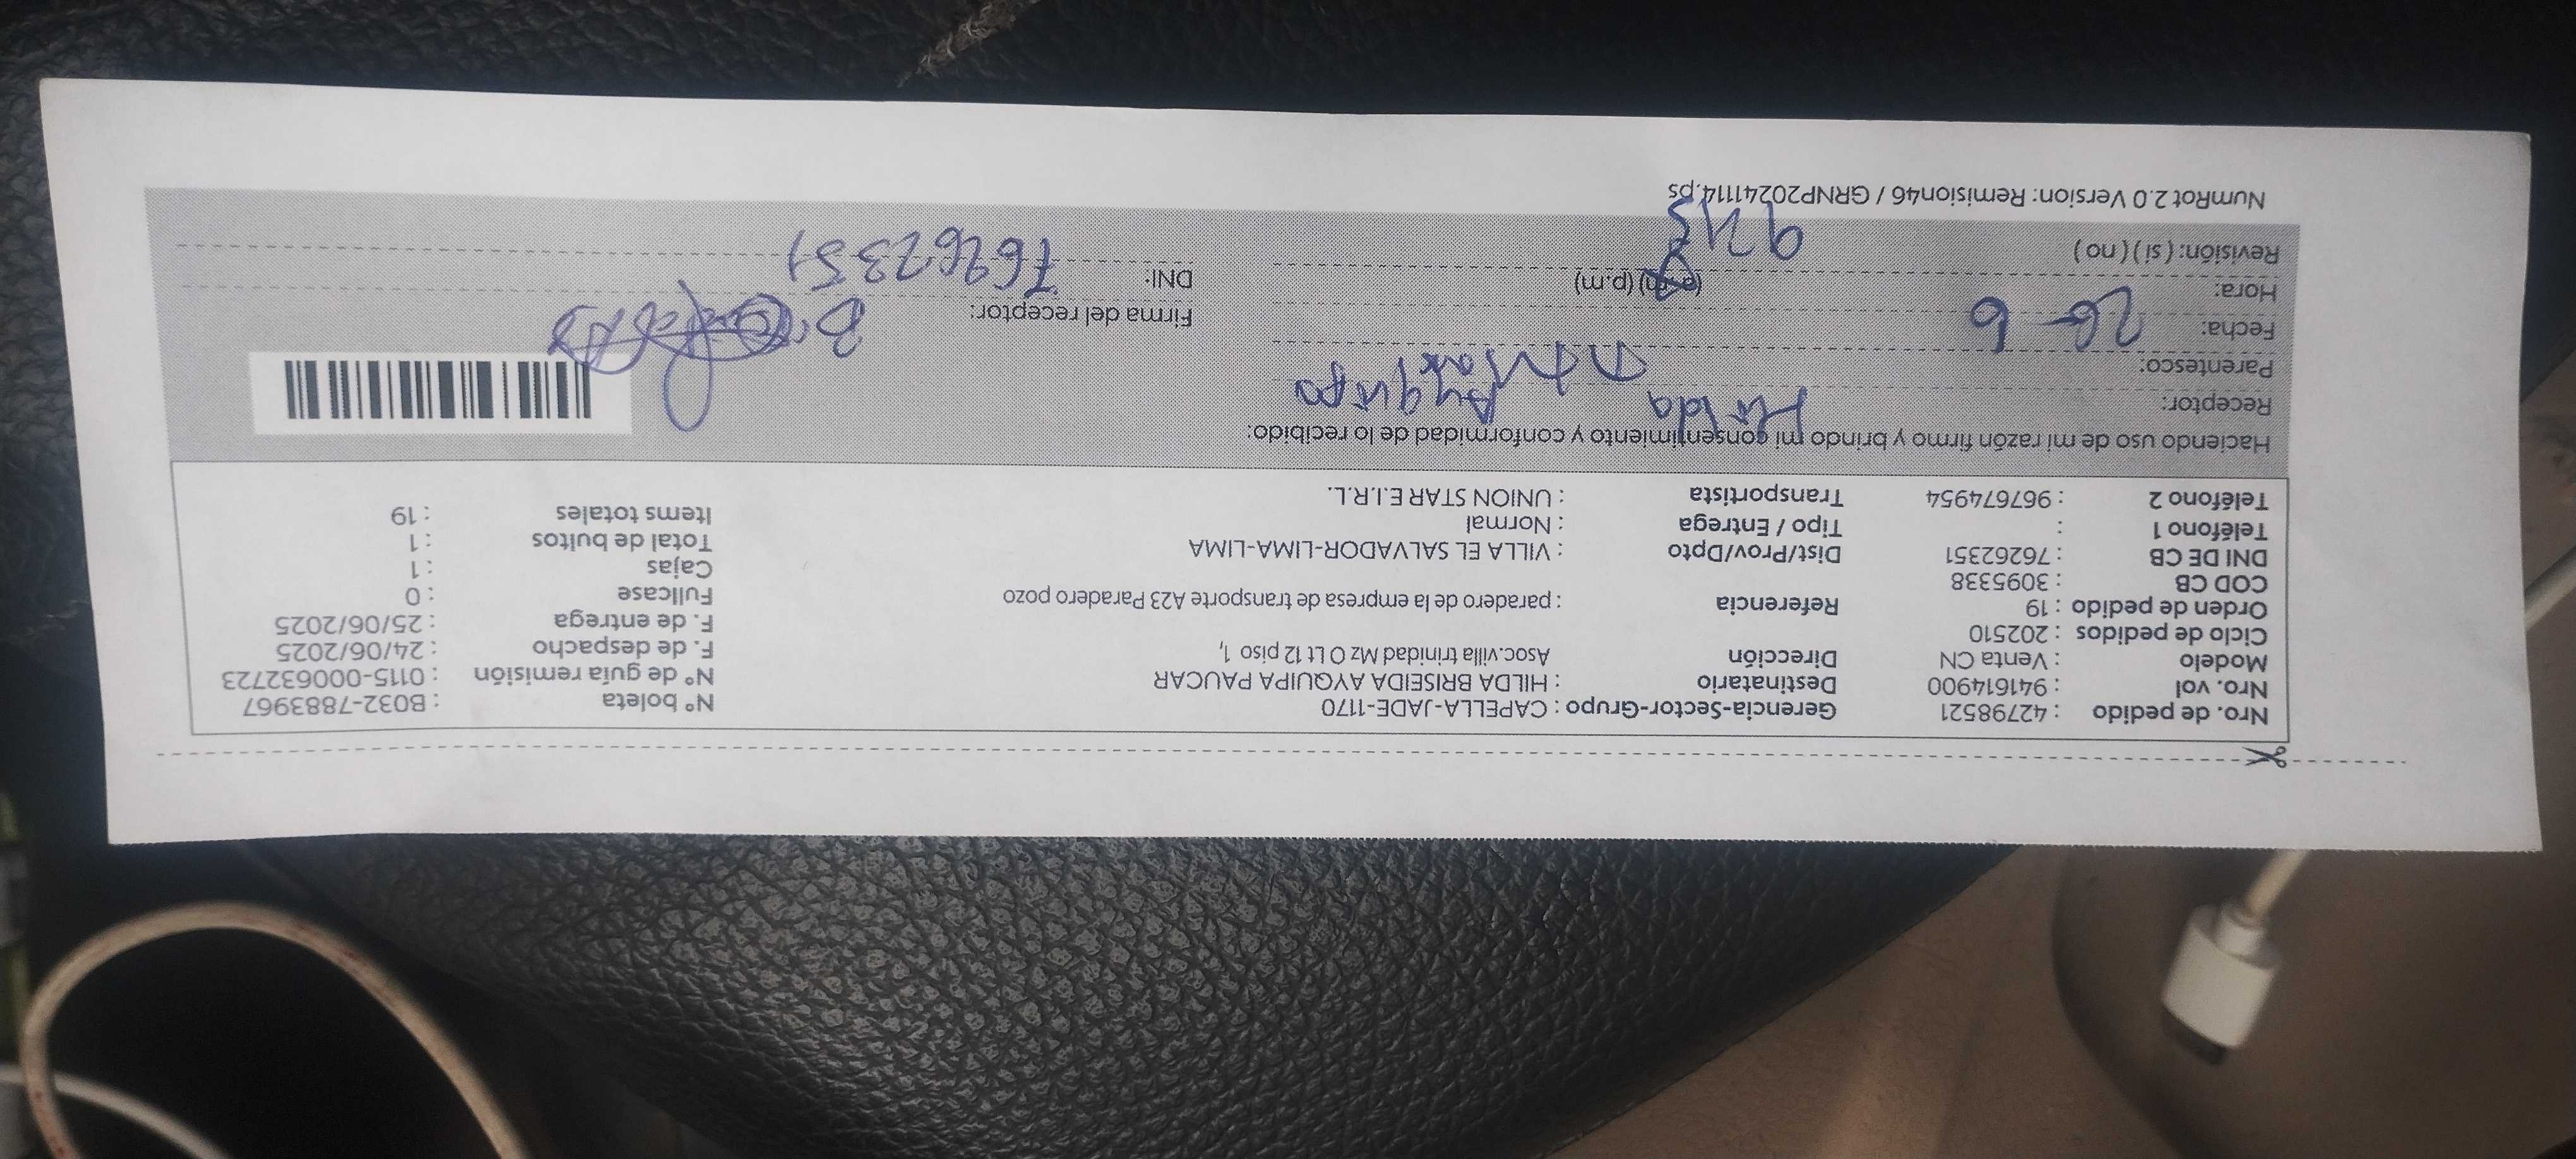 Nro. de pedido : 42798521 Gerencia-Sector-Grupo : CAPELLA-JADE-1170 N° boleta : B032-7883967
Nro. vol : 941614900 Destinatario : HILDA BRISEIDA AYQUIPA PAUCAR N° de guía remisión : 0115-000632723
Modelo : Venta CN Dirección Asoc.villa trinidad Mz O Lt 12 piso 1, F. de despacho : 24/06/2025
Ciclo de pedidos : 202510 F. de entrega : 25/06/2025
Orden de pedido : 19 Referencia : paradero de la empresa de transporte A23 Paradero pozo Fullcase : 0
COD CB : 3095338 Cajas : 1
DNI DE CB : 76262351 Dist/Prov/Dpto : VILLA EL SALVADOR-LIMA-LIMA Total de bultos : 1
Teléfono 1 : Tipo / Entrega : Normal Items totales : 19
Teléfono 2 : 967674954 Transportista : UNION STAR E.I.R.L.
Haciendo uso de mi razón firmo y brindo mi consentimiento y conformidad de lo recibido:
Receptor: Hilda Ayquipa
Parentesco: Titular
Fecha: 26-6 Firma del receptor:
Hora: (a.m) (p.m) DNI: 76262351
Revisión: ( si ) ( no )
NumRot 2.0 Version: Remision46 / GRNP20241114.ps